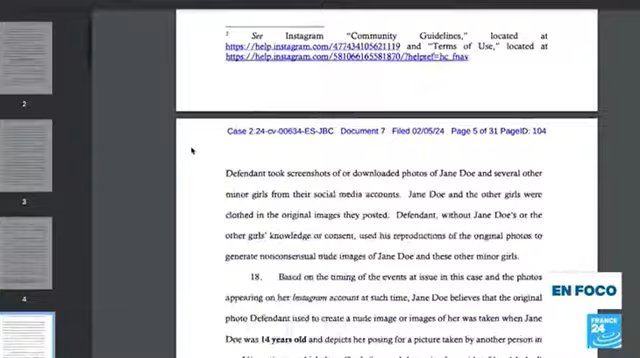 2 See Instagram "Community Guidelines," located at
https://help.instagram.com/477434105621119 and "Terms of Use," located at
https://help.instagram.com/581066165581870/?helpref=hc_fnav
Case 2:24-cv-00634-ES-JBC Document 7 Filed 02/05/24 Page 5 of 31 PageID: 104
Defendant took screenshots of or downloaded photos of Jane Doe and several other
minor girls from their social media accounts. Jane Doe and the other girls were
clothed in the original images they posted. Defendant, without Jane Doe's or the
other girls' knowledge or consent, used his reproductions of the original photos to
generate nonconsensual nude images of Jane Doe and these other minor girls.
18. Based on the timing of the events at issue in this case and the photos
appearing on her Instagram account at such time, Jane Doe believes that the original
photo Defendant used to create a nude image or images of her was taken when Jane
Doe was 14 years old and depicts her posing for a picture taken by another person in
2
3
4
EN FOCO
FRANCE
24